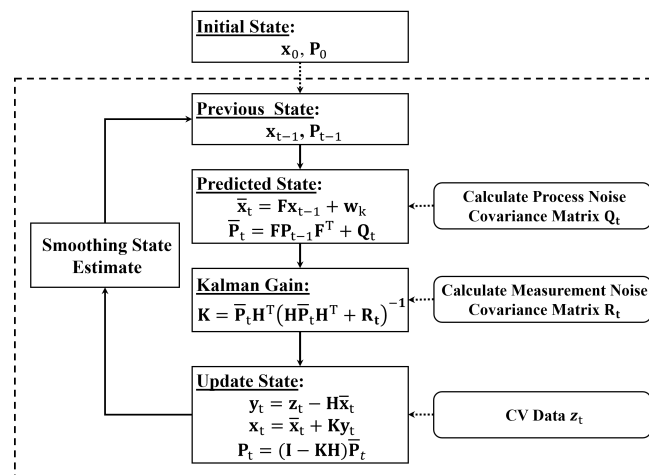 Initial State:
x₀, P₀
Previous State:
xₜ₋₁, Pₜ₋₁
Predicted State:
x̅ₜ = Fxₜ₋₁ + wₖ
P̅ₜ = FPₜ₋₁Fᵀ + Qₜ
Calculate Process Noise
Covariance Matrix Qₜ
Smoothing State
Estimate
Kalman Gain:
K = P̅ₜHᵀ(HP̅ₜHᵀ + Rₜ)⁻¹
Calculate Measurement Noise
Covariance Matrix Rₜ
Update State:
yₜ = zₜ − Hx̅ₜ
xₜ = x̅ₜ + Kyₜ
Pₜ = (I − KH)P̅ₜ
CV Data zₜ